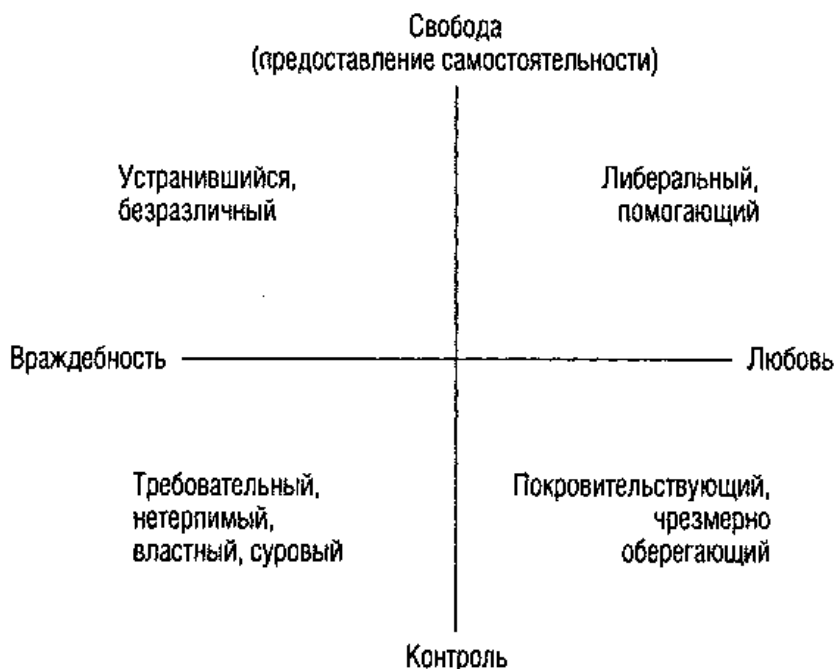 Свобода
(предоставление самостоятельности)
Устранившийся,
безразличный
Либеральный,
помогающий
Враждебность
Любовь
Требовательный,
нетерпимый,
властный, суровый
Покровительствующий,
чрезмерно
оберегающий
Контроль